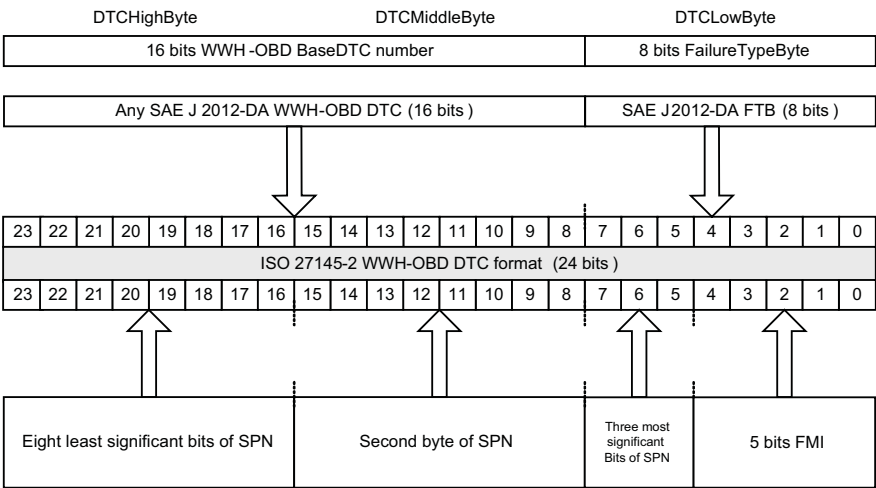 DTCHighByte DTCMiddleByte DTCLowByte
16 bits WWH-OBD BaseDTC number 8 bits FailureTypeByte
Any SAE J 2012-DA WWH-OBD DTC (16 bits ) SAE J2012-DA FTB (8 bits )
23 22 21 20 19 18 17 16 15 14 13 12 11 10 9 8 7 6 5 4 3 2 1 0
ISO 27145-2 WWH-OBD DTC format (24 bits )
23 22 21 20 19 18 17 16 15 14 13 12 11 10 9 8 7 6 5 4 3 2 1 0
Eight least significant bits of SPN
Second byte of SPN
Three most
significant
Bits of SPN
5 bits FMI